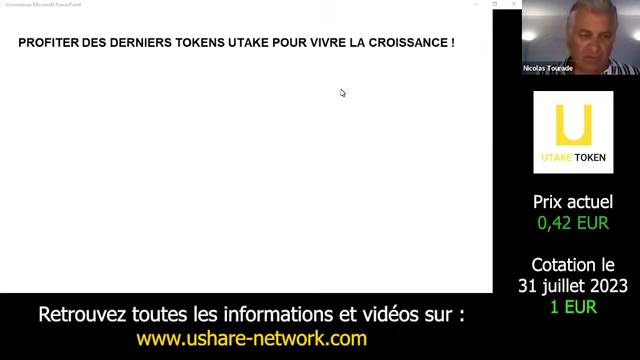 PROFITER DES DERNIERS TOKENS UTAKE POUR VIVRE LA CROISSANCE !
Nicolas Tourade
U
UTAKE TOKEN
Prix actuel
0,42 EUR
Cotation le
31 juillet 2023
1 EUR
Retrouvez toutes les informations et vidéos sur :
www.ushare-network.com